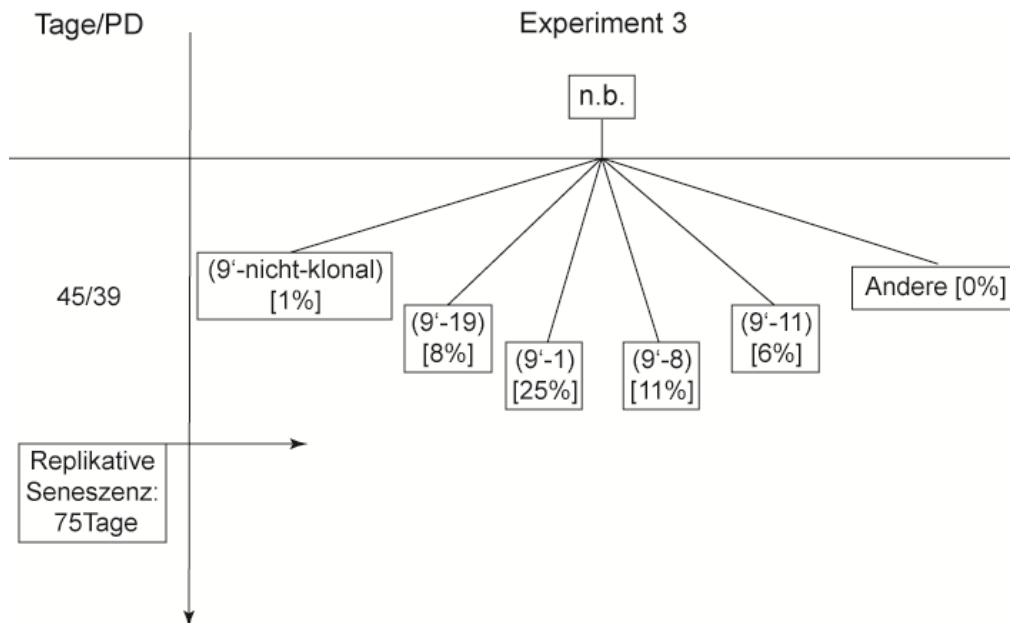 Tage/PD
Experiment 3
n.b.
45/39
(9‘-nicht-klonal)
[1%]
(9‘-19)
[8%]
(9‘-1)
[25%]
(9‘-8)
[11%]
(9‘-11)
[6%]
Andere [0%]
Replikative
Seneszenz:
75Tage